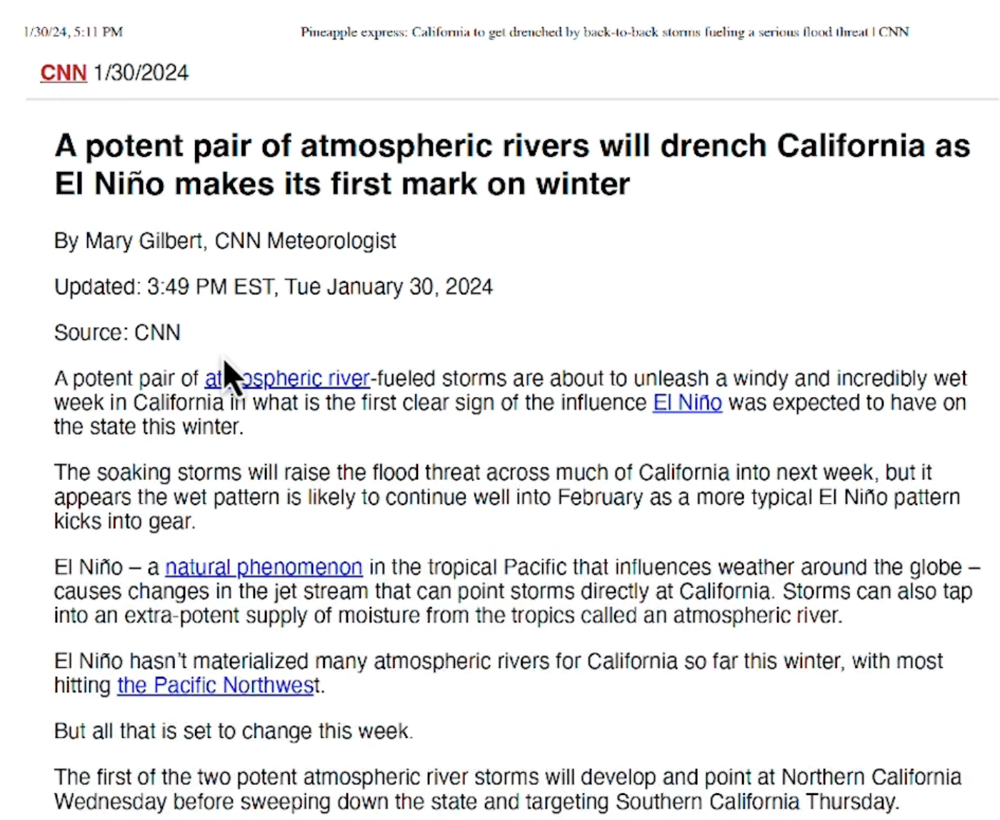 1/30/24, 5:11 PM Pineapple express: California to get drenched by back-to-back storms fueling a serious flood threat | CNN
CNN 1/30/2024
A potent pair of atmospheric rivers will drench California as
El Niño makes its first mark on winter
By Mary Gilbert, CNN Meteorologist
Updated: 3:49 PM EST, Tue January 30, 2024
Source: CNN
A potent pair of atmospheric river-fueled storms are about to unleash a windy and incredibly wet
week in California in what is the first clear sign of the influence El Niño was expected to have on
the state this winter.
The soaking storms will raise the flood threat across much of California into next week, but it
appears the wet pattern is likely to continue well into February as a more typical El Niño pattern
kicks into gear.
El Niño – a natural phenomenon in the tropical Pacific that influences weather around the globe –
causes changes in the jet stream that can point storms directly at California. Storms can also tap
into an extra-potent supply of moisture from the tropics called an atmospheric river.
El Niño hasn't materialized many atmospheric rivers for California so far this winter, with most
hitting the Pacific Northwest.
But all that is set to change this week.
The first of the two potent atmospheric river storms will develop and point at Northern California
Wednesday before sweeping down the state and targeting Southern California Thursday.